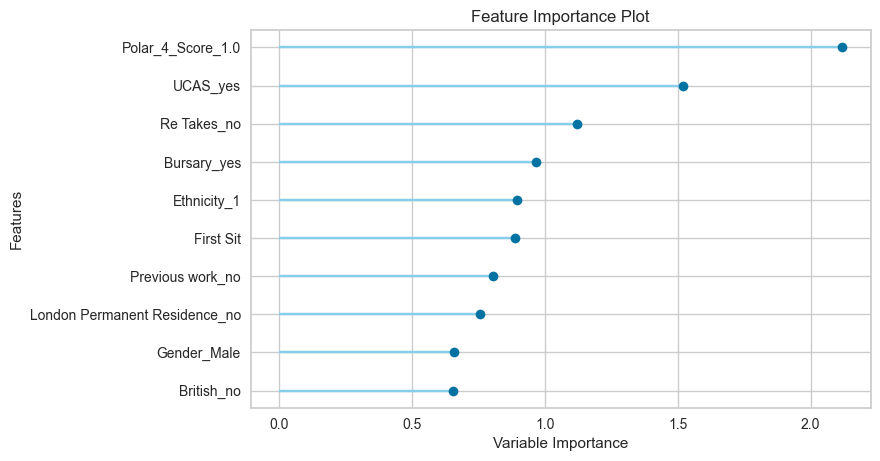 Feature Importance Plot
Features
Polar_4_Score_1.0
UCAS_yes
Re Takes_no
Bursary_yes
Ethnicity_1
First Sit
Previous work_no
London Permanent Residence_no
Gender_Male
British_no
0.0 0.5 1.0 1.5 2.0
Variable Importance